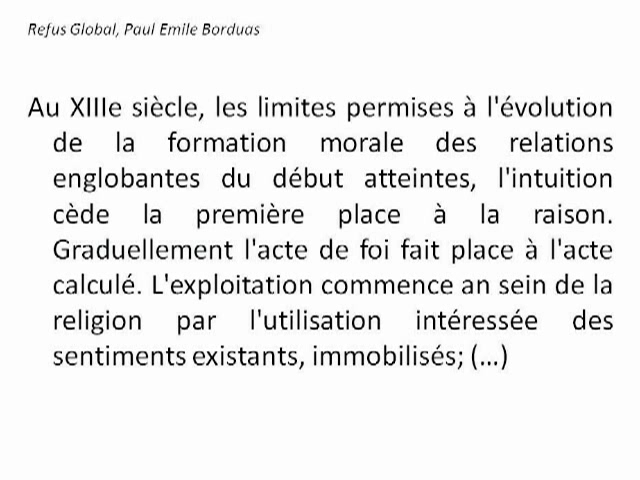 Refus Global, Paul Emile Borduas
Au XIIIe siècle, les limites permises à l'évolution
de la formation morale des relations
englobantes du début atteintes, l'intuition
cède la première place à la raison.
Graduellement l'acte de foi fait place à l'acte
calculé. L'exploitation commence an sein de la
religion par l'utilisation intéressée des
sentiments existants, immobilisés; (...)